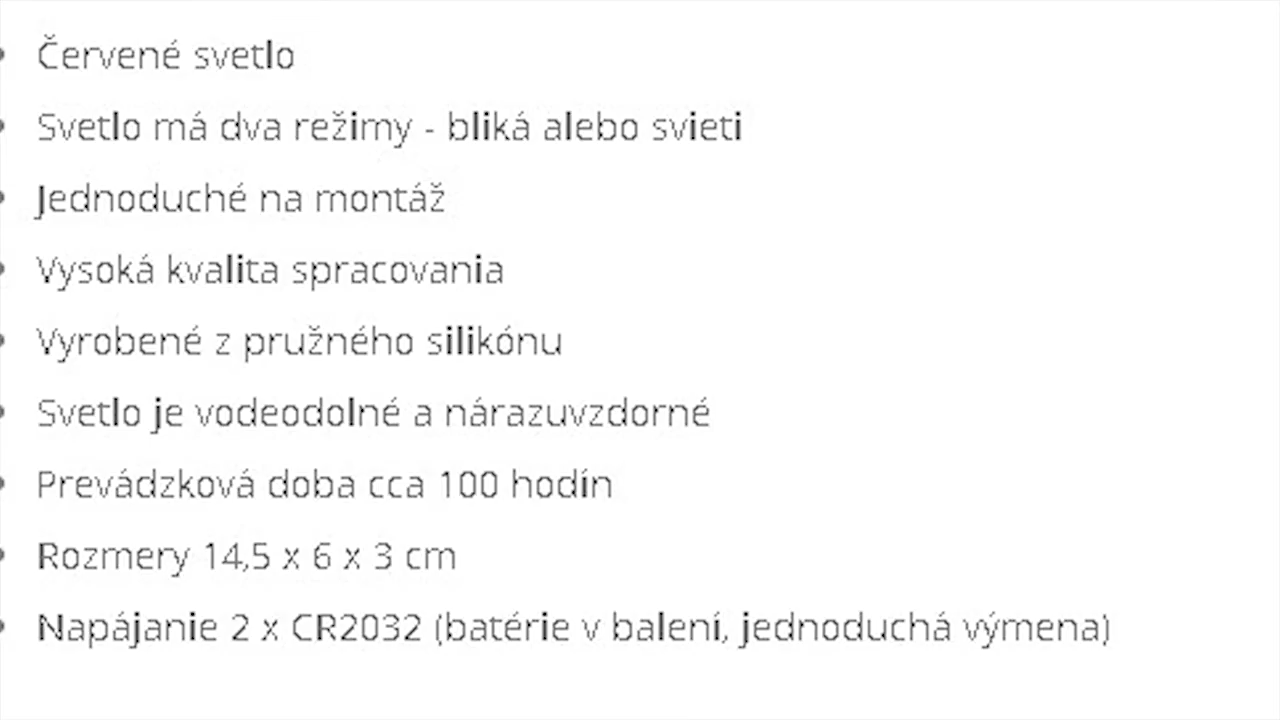 Červené svetlo
Svetlo má dva režimy - bliká alebo svieti
Jednoduché na montáž
Vysoká kvalita spracovania
Vyrobené z pružného silikónu
Svetlo je vodeodolné a nárazuvzdorné
Prevádzková doba cca 100 hodín
Rozmery 14,5 x 6 x 3 cm
Napájanie 2 x CR2032 (batérie v balení, jednoduchá výmena)